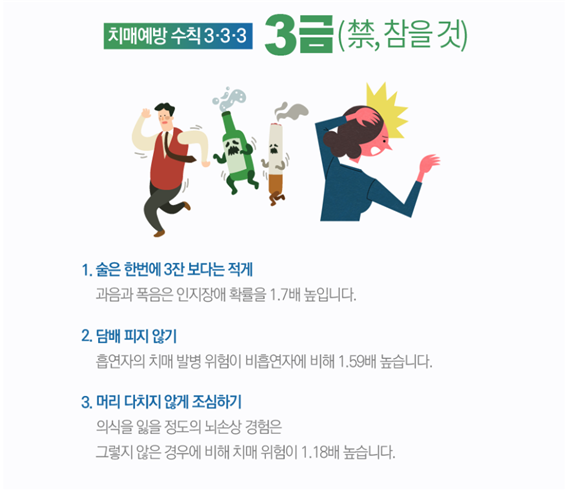 치매예방 수칙 3·3·3 3금 (禁, 참을 것)
1. 술은 한번에 3잔 보다는 적게
과음과 폭음은 인지장애 확률을 1.7배 높입니다.
2. 담배 피지 않기
흡연자의 치매 발병 위험이 비흡연자에 비해 1.59배 높습니다.
3. 머리 다치지 않게 조심하기
의식을 잃을 정도의 뇌손상 경험은
그렇지 않은 경우에 비해 치매 위험이 1.18배 높습니다.